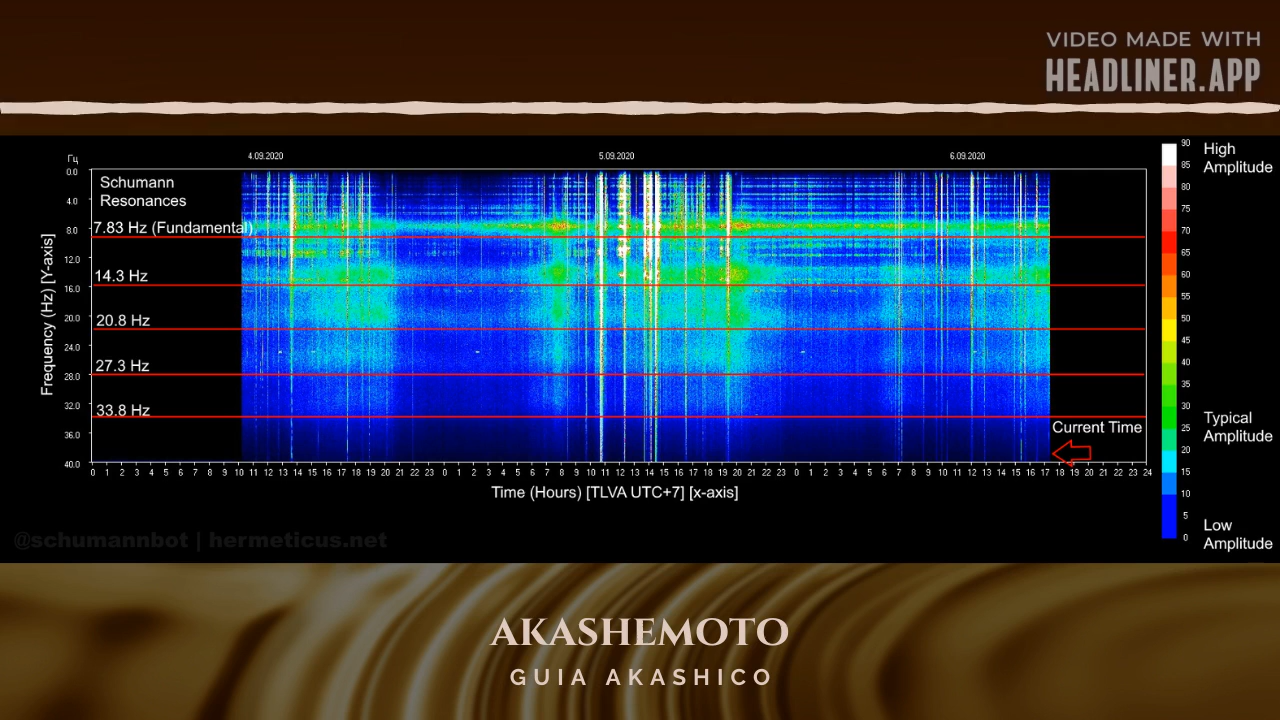 VIDEO MADE WITH
HEADLINER.APP
4.09.2020 5.09.2020 6.09.2020
Гц
Schumann
Resonances
7.83 Hz (Fundamental)
14.3 Hz
20.8 Hz
27.3 Hz
33.8 Hz
Frequency (Hz) [Y-axis]
0.0
4.0
8.0
12.0
16.0
20.0
24.0
28.0
32.0
36.0
40.0
0 1 2 3 4 5 6 7 8 9 10 11 12 13 14 15 16 17 18 19 20 21 22 23 0 1 2 3 4 5 6 7 8 9 10 11 12 13 14 15 16 17 18 19 20 21 22 23 0 1 2 3 4 5 6 7 8 9 10 11 12 13 14 15 16 17 18 19 20 21 22 23 24
Time (Hours) [TLVA UTC+7] [x-axis]
Current Time
90
85
80
75
70
65
60
55
50
45
40
35
30
25
20
15
10
5
0
High
Amplitude
Typical
Amplitude
Low
Amplitude
@schumannbot | hermeticus.net
AKASHEMOTO
GUIA AKASHICO